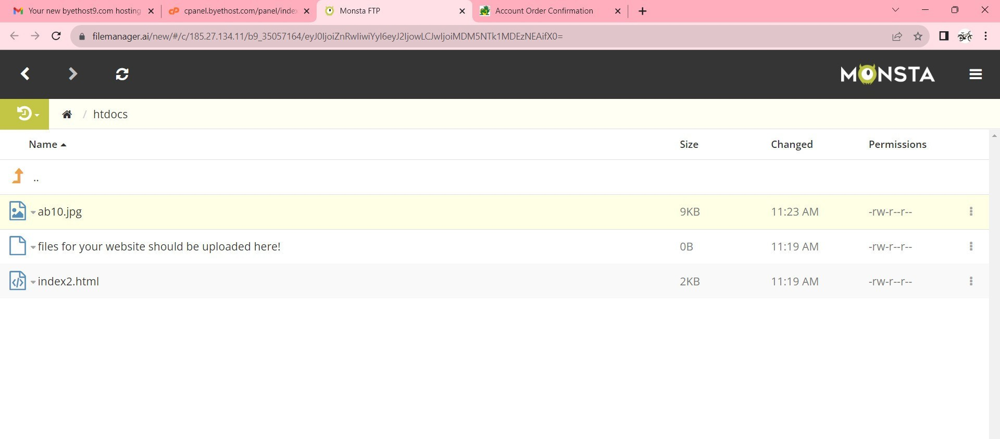 Your new byethost9.com hosting
cpanel.byethost.com/panel/index
Monsta FTP
Account Order Confirmation
filemanager.ai/new/#/c/185.27.134.11/b9_35057164/eyJ0IjoiZnRwIiwiYyI6eyJ2IjowLCJwIjoiMDM5NTk1MDEzNEAifX0=
MONSTA
/ htdocs
Name Size Changed Permissions
..
ab10.jpg 9KB 11:23 AM -rw-r--r--
files for your website should be uploaded here! 0B 11:19 AM -rw-r--r--
index2.html 2KB 11:19 AM -rw-r--r--